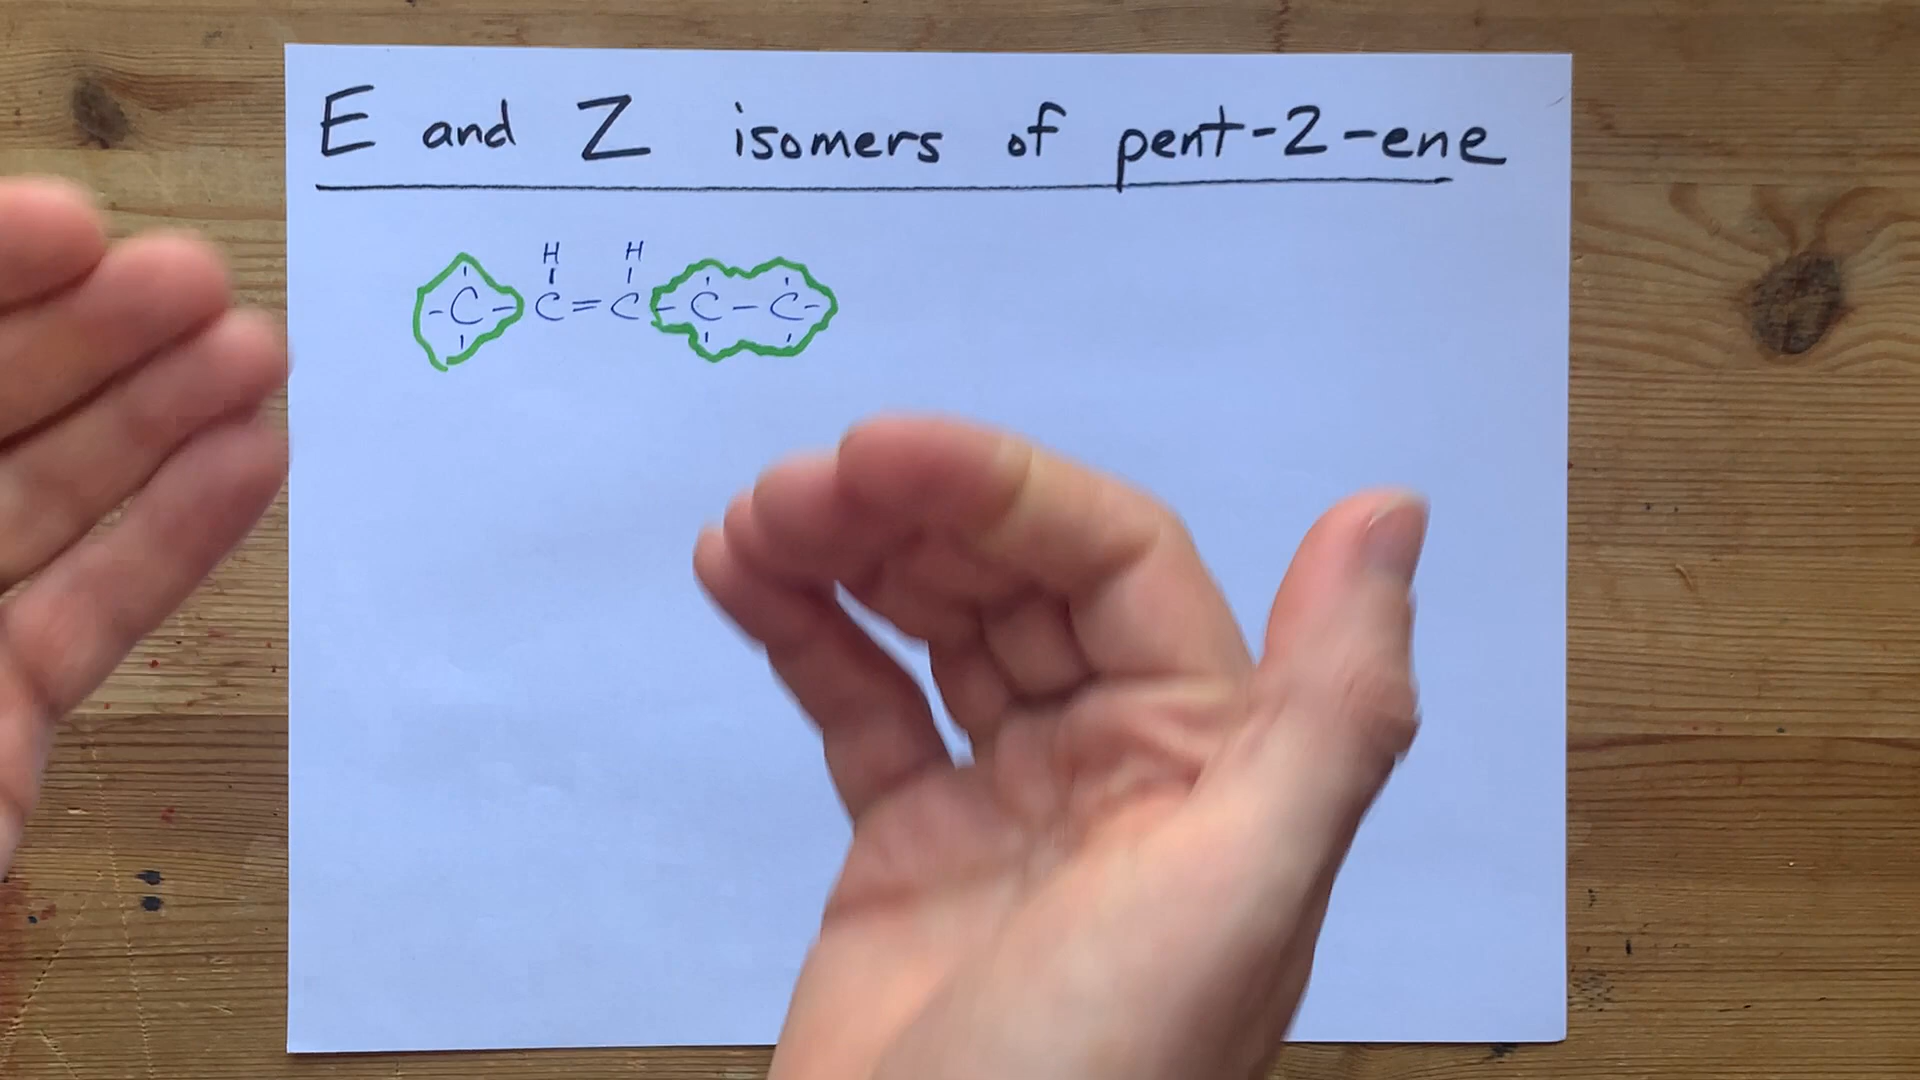 E and Z isomers of pent-2-ene
H H
-C-C=C-C-C-